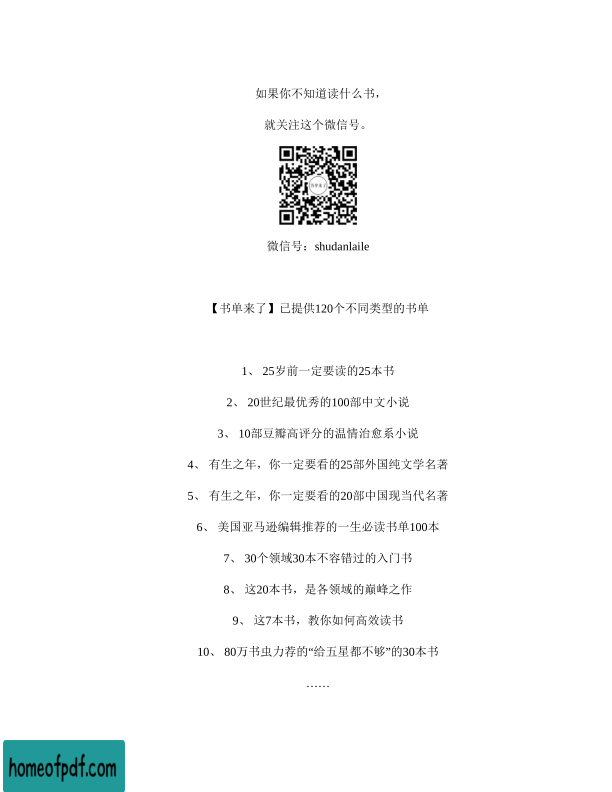 如果你不知道读什么书，
就关注这个微信号。
书单来了
微信号：shudanlaile
【书单来了】已提供120个不同类型的书单
1、 25岁前一定要读的25本书
2、 20世纪最优秀的100部中文小说
3、 10部豆瓣高评分的温情治愈系小说
4、 有生之年，你一定要看的25部外国纯文学名著
5、 有生之年，你一定要看的20部中国现当代名著
6、 美国亚马逊编辑推荐的一生必读书单100本
7、 30个领域30本不容错过的入门书
8、 这20本书，是各领域的巅峰之作
9、 这7本书，教你如何高效读书
10、 80万书虫力荐的“给五星都不够”的30本书
……
homeofpdf.com